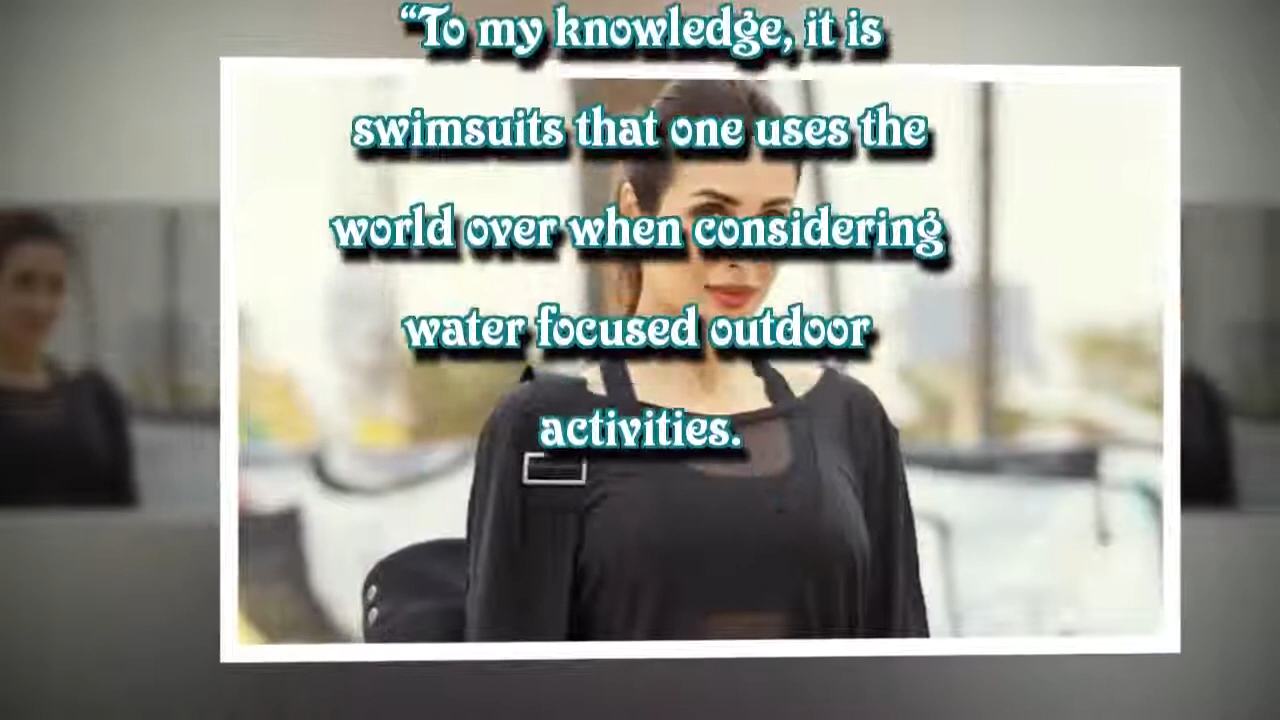 “To my knowledge, it is
swimsuits that one uses the
world over when considering
water focused outdoor
activities.